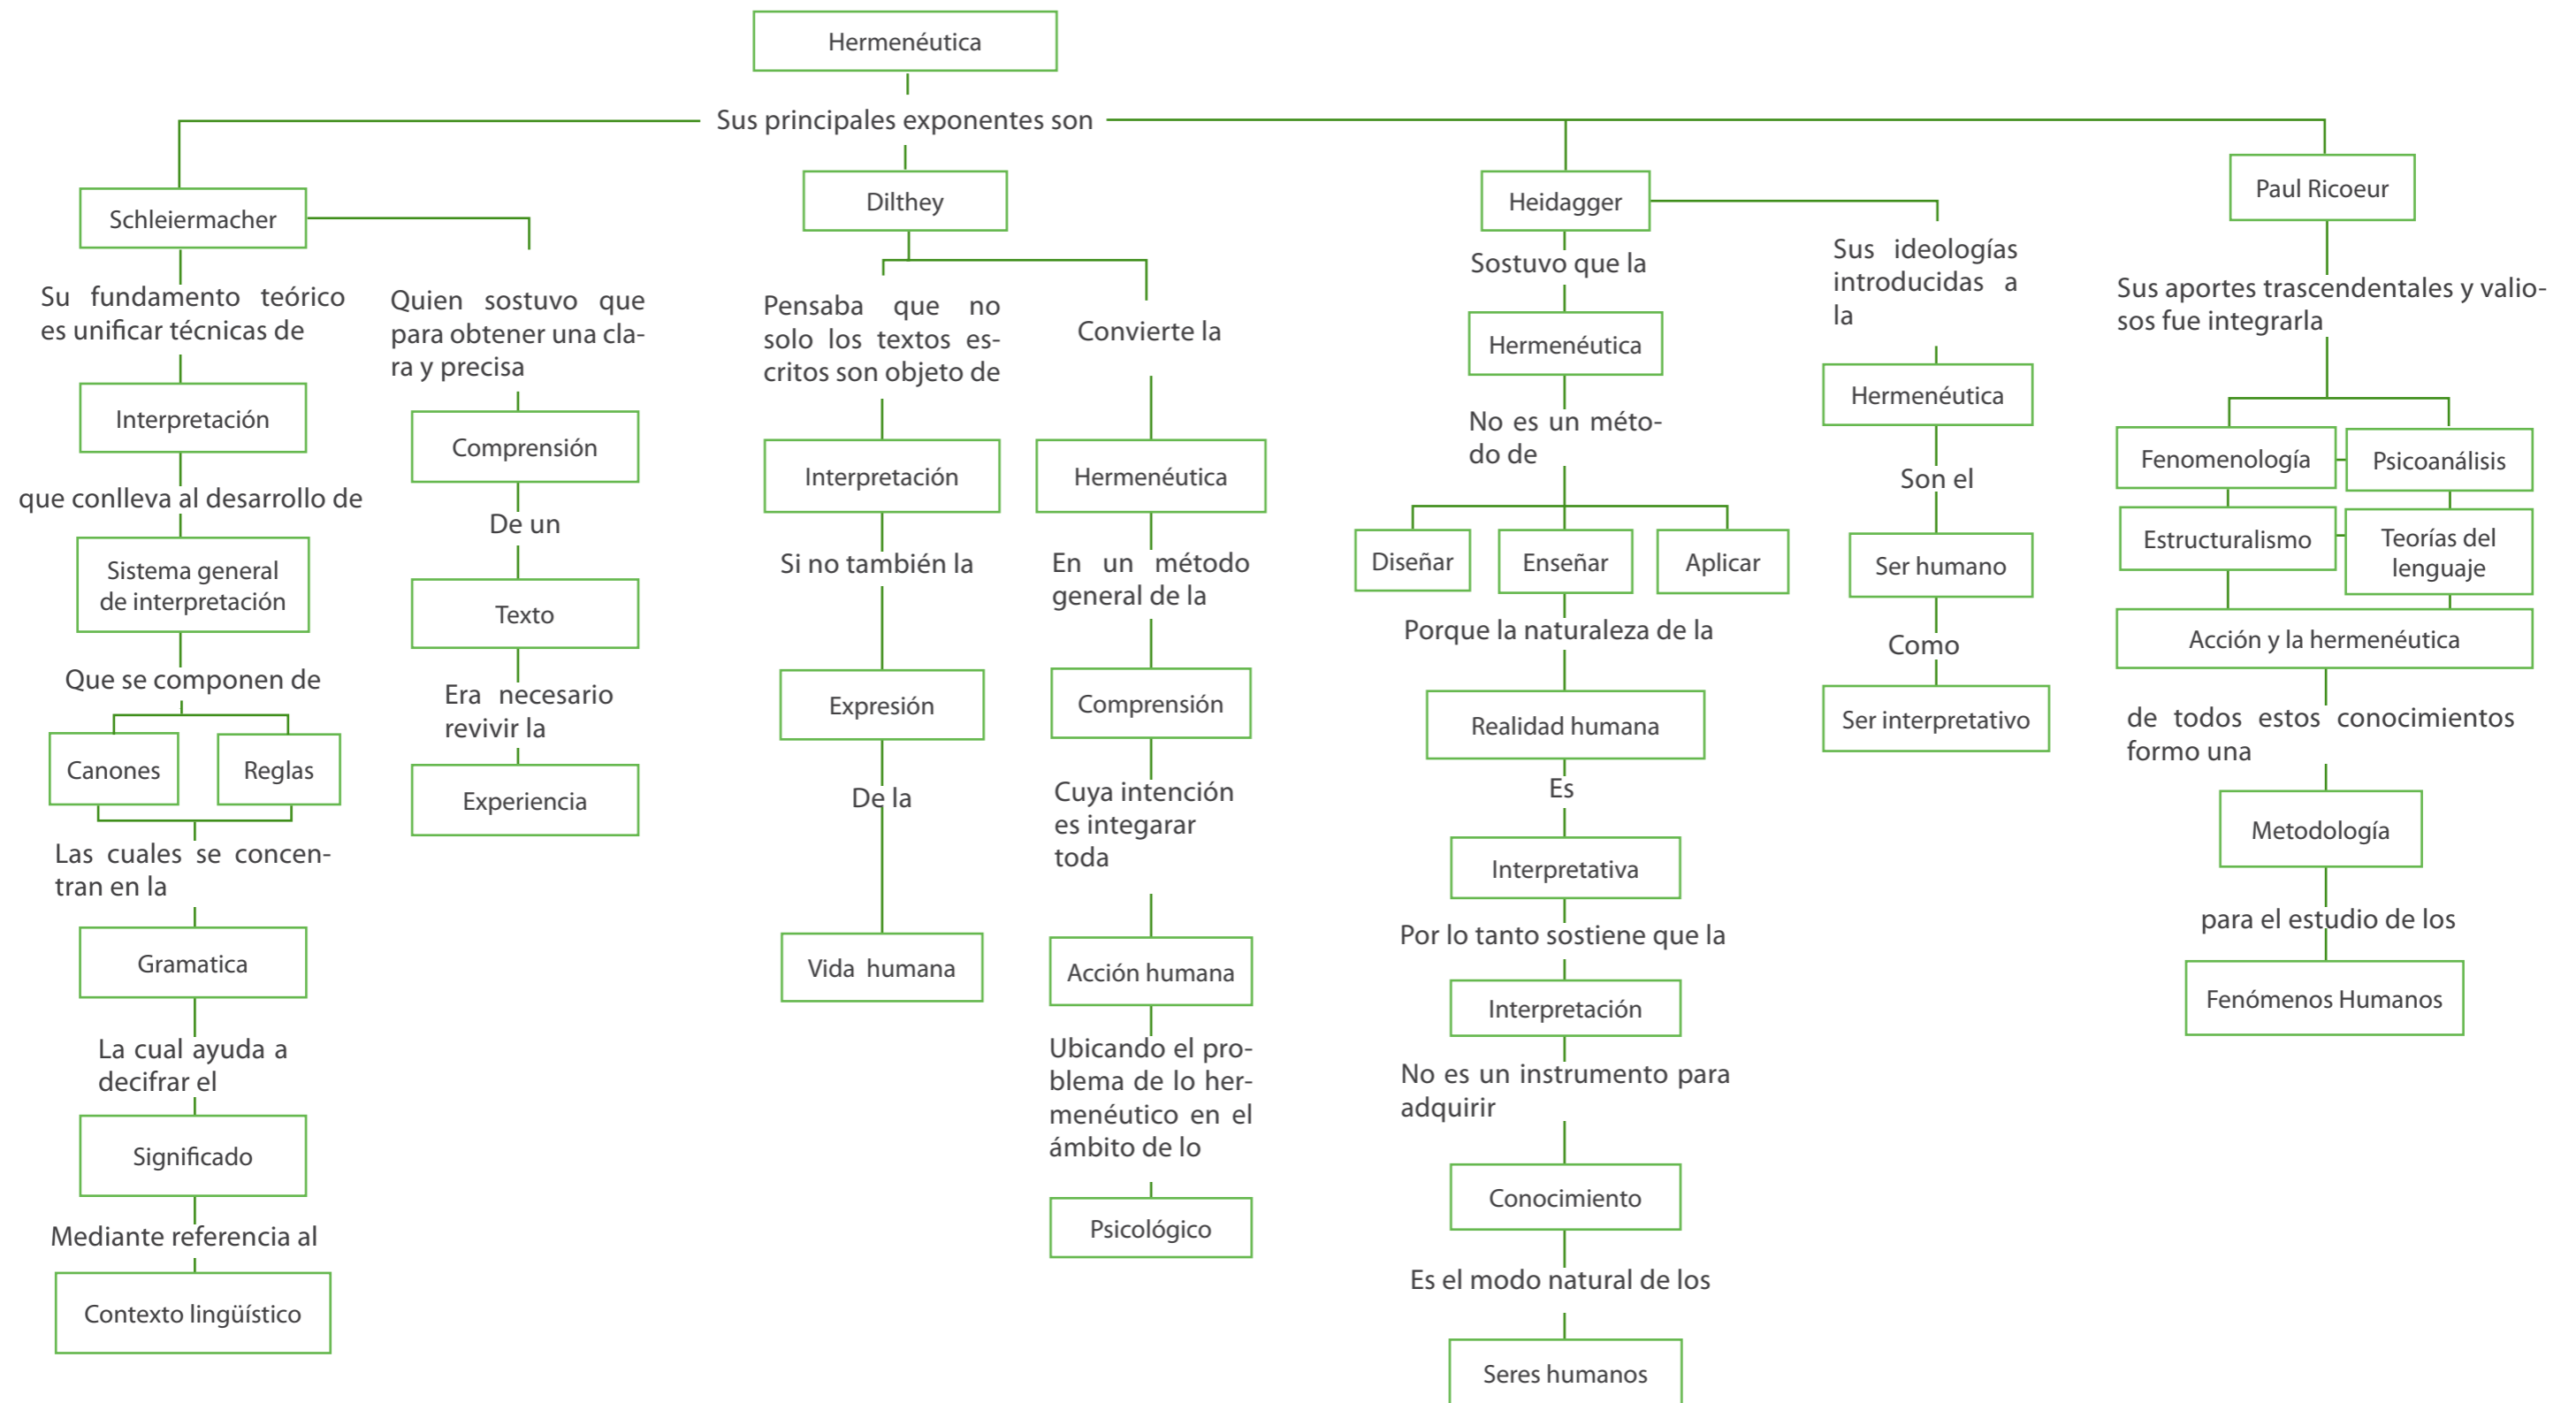 Hermenéutica
Sus principales exponentes son
Schleiermacher
Su fundamento teórico
es unificar técnicas de
Interpretación
que conlleva al desarrollo de
Sistema general
de interpretación
Que se componen de
Canones
Reglas
Las cuales se concen-
tran en la
Gramatica
La cual ayuda a
decifrar el
Significado
Mediante referencia al
Contexto lingüístico
Quien sostuvo que
para obtener una cla-
ra y precisa
Comprensión
De un
Texto
Era necesario
revivir la
Experiencia
Dilthey
Pensaba que no
solo los textos es-
critos son objeto de
Interpretación
Si no también la
Expresión
De la
Vida humana
Convierte la
Hermenéutica
En un método
general de la
Comprensión
Cuya intención
es integarar
toda
Acción humana
Ubicando el pro-
blema de lo her-
menéutico en el
ámbito de lo
Psicológico
Heidagger
Sostuvo que la
Hermenéutica
No es un méto-
do de
Diseñar
Enseñar
Aplicar
Porque la naturaleza de la
Realidad humana
Es
Interpretativa
Por lo tanto sostiene que la
Interpretación
No es un instrumento para
adquirir
Conocimiento
Es el modo natural de los
Seres humanos
Sus ideologías
introducidas a
la
Hermenéutica
Son el
Ser humano
Como
Ser interpretativo
Paul Ricoeur
Sus aportes trascendentales y valio-
sos fue integrarla
Fenomenología
Psicoanálisis
Estructuralismo
Teorías del
lenguaje
Acción y la hermenéutica
de todos estos conocimientos
formo una
Metodología
para el estudio de los
Fenómenos Humanos